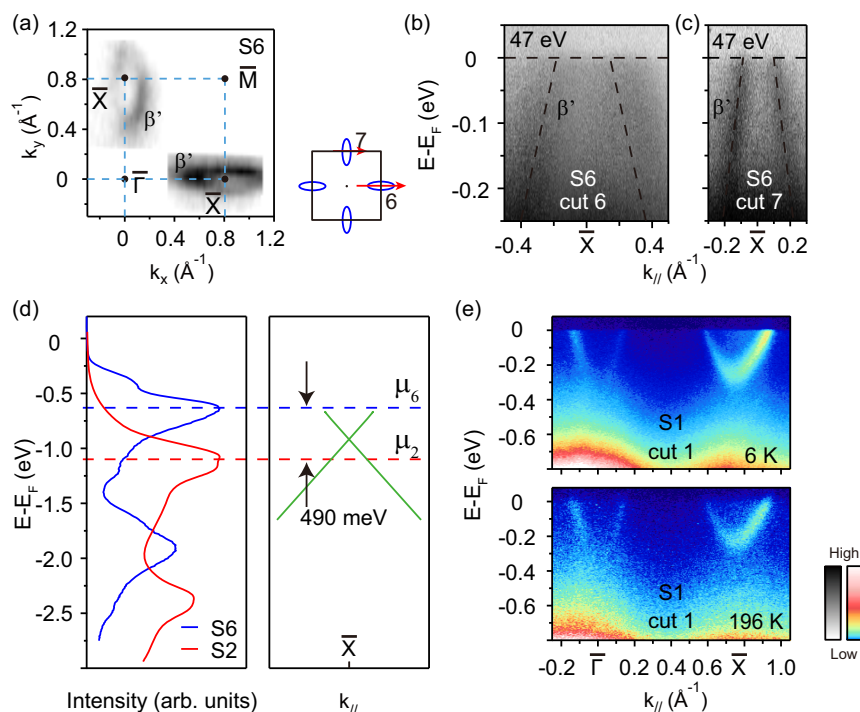 (a)
S6
1.2
0.8
0.4
0
k_y (Å⁻¹)
X̅
M̅
β'
β'
Γ̅
X̅
0 0.4 0.8 1.2
k_x (Å⁻¹)
7
6
(b)
47 eV
0
-0.1
-0.2
E-E_F (eV)
β'
S6
cut 6
-0.4 X̅ 0.4
(c)
47 eV
β'
S6
cut 7
-0.2 X̅ 0.2
k_// (Å⁻¹)
(d)
0
-0.5
-1.0
-1.5
-2.0
-2.5
E-E_F (eV)
S6
S2
Intensity (arb. units)
μ₆
μ₂
490 meV
X̅
k_//
(e)
0
-0.2
-0.4
-0.6
E-E_F (eV)
S1
cut 1
6 K
0
-0.2
-0.4
-0.6
E-E_F (eV)
S1
cut 1
196 K
-0.2 Γ̅ 0.2 0.6 X̅ 1.0
k_// (Å⁻¹)
High
Low